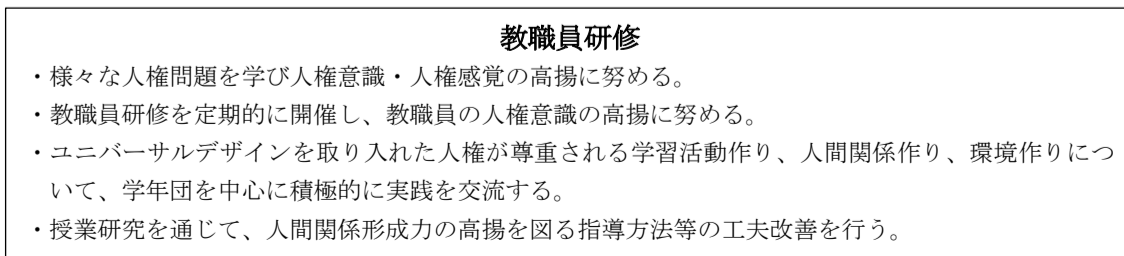 教職員研修
・様々な人権問題を学び人権意識・人権感覚の高揚に努める。
・教職員研修を定期的に開催し、教職員の人権意識の高揚に努める。
・ユニバーサルデザインを取り入れた人権が尊重される学習活動作り、人間関係作り、環境作りにつ
いて、学年団を中心に積極的に実践を交流する。
・授業研究を通じて、人間関係形成力の高揚を図る指導方法等の工夫改善を行う。